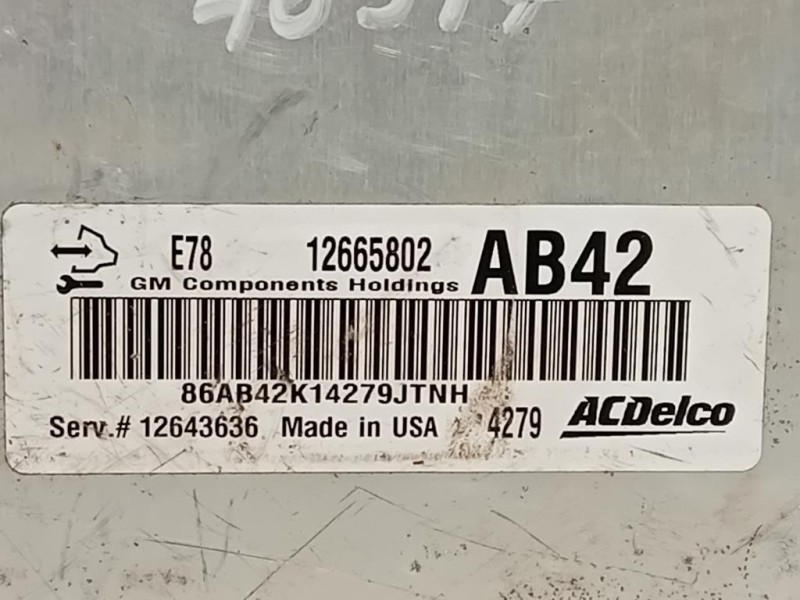 E78 12665802 AB42
GM Components Holdings
86AB42K14279JTNH
Serv.# 12643636 Made in USA 4279 ACDelco